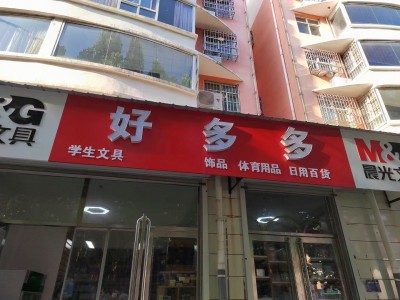 &G
文具
好多多
学生文具 饰品 体育用品 日用百货
M&
晨光文